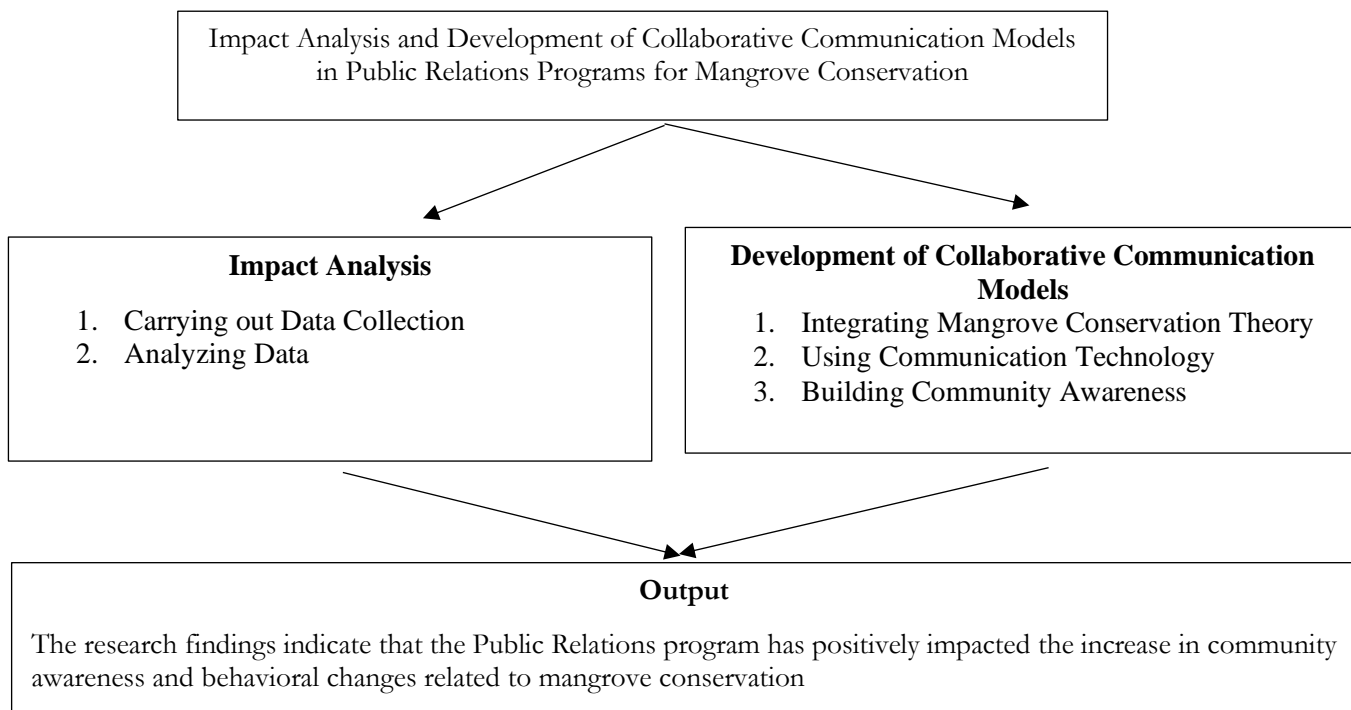 Impact Analysis and Development of Collaborative Communication Models
in Public Relations Programs for Mangrove Conservation
Impact Analysis
1. Carrying out Data Collection
2. Analyzing Data
Development of Collaborative Communication
Models
1. Integrating Mangrove Conservation Theory
2. Using Communication Technology
3. Building Community Awareness
Output
The research findings indicate that the Public Relations program has positively impacted the increase in community
awareness and behavioral changes related to mangrove conservation